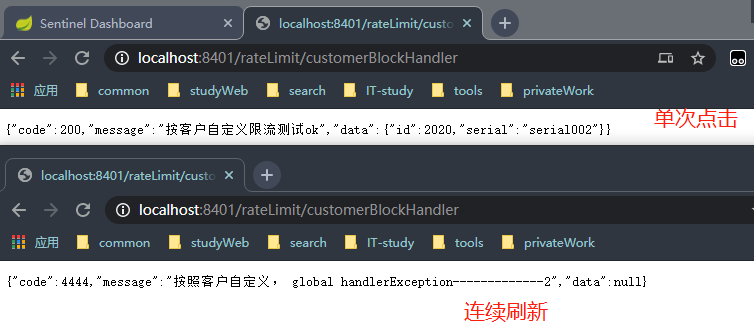 Sentinel Dashboard
localhost:8401/rateLimit/custo
localhost:8401/rateLimit/customerBlockHandler
应用 common studyWeb search IT-study tools privateWork
单次点击
{"code":200,"message":"按客户自定义限流测试ok","data":{"id":2020,"serial":"serial002"}}
localhost:8401/rateLimit/custo
localhost:8401/rateLimit/customerBlockHandler
应用 common studyWeb search IT-study tools privateWork
{"code":4444,"message":"按照客户自定义， global handlerException-------------2","data":null}
连续刷新